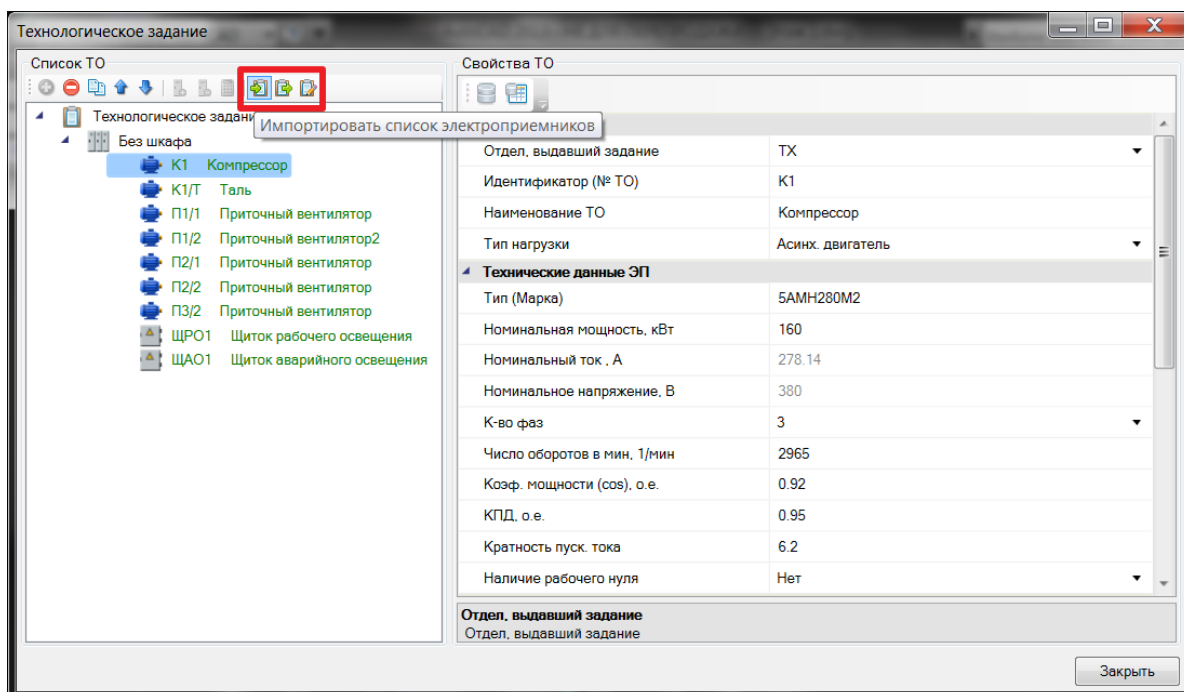 Технологическое задание
Список ТО
Технологическое задани
Импортировать список электроприемников
Без шкафа
К1 Компрессор
К1/Т Таль
П1/1 Приточный вентилятор
П1/2 Приточный вентилятор2
П2/1 Приточный вентилятор
П2/2 Приточный вентилятор
П3/2 Приточный вентилятор
ЩРО1 Щиток рабочего освещения
ЩАО1 Щиток аварийного освещения
Свойства ТО
Отдел, выдавший задание ТХ
Идентификатор (№ ТО) К1
Наименование ТО Компрессор
Тип нагрузки Асинх. двигатель
Технические данные ЭП
Тип (Марка) 5АМН280М2
Номинальная мощность, кВт 160
Номинальный ток , А 278.14
Номинальное напряжение, В 380
К-во фаз 3
Число оборотов в мин, 1/мин 2965
Коэф. мощности (cos), о.е. 0.92
КПД, о.е. 0.95
Кратность пуск. тока 6.2
Наличие рабочего нуля Нет
Отдел, выдавший задание
Отдел, выдавший задание
Закрыть